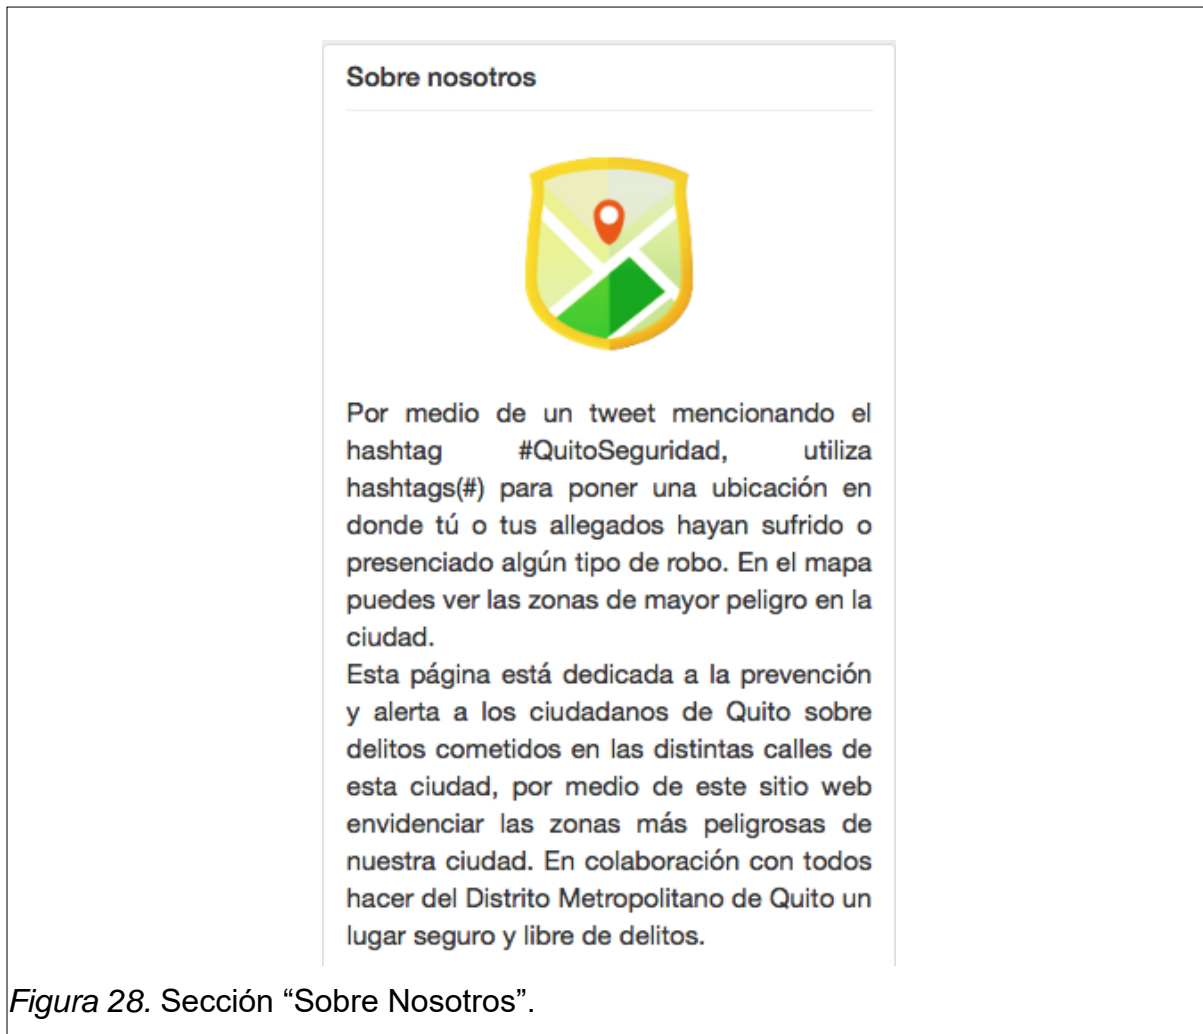 Sobre nosotros
Por medio de un tweet mencionando el
hashtag #QuitoSeguridad, utiliza
hashtags(#) para poner una ubicación en
donde tú o tus allegados hayan sufrido o
presenciado algún tipo de robo. En el mapa
puedes ver las zonas de mayor peligro en la
ciudad.
Esta página está dedicada a la prevención
y alerta a los ciudadanos de Quito sobre
delitos cometidos en las distintas calles de
esta ciudad, por medio de este sitio web
envidenciar las zonas más peligrosas de
nuestra ciudad. En colaboración con todos
hacer del Distrito Metropolitano de Quito un
lugar seguro y libre de delitos.
Figura 28. Sección “Sobre Nosotros”.